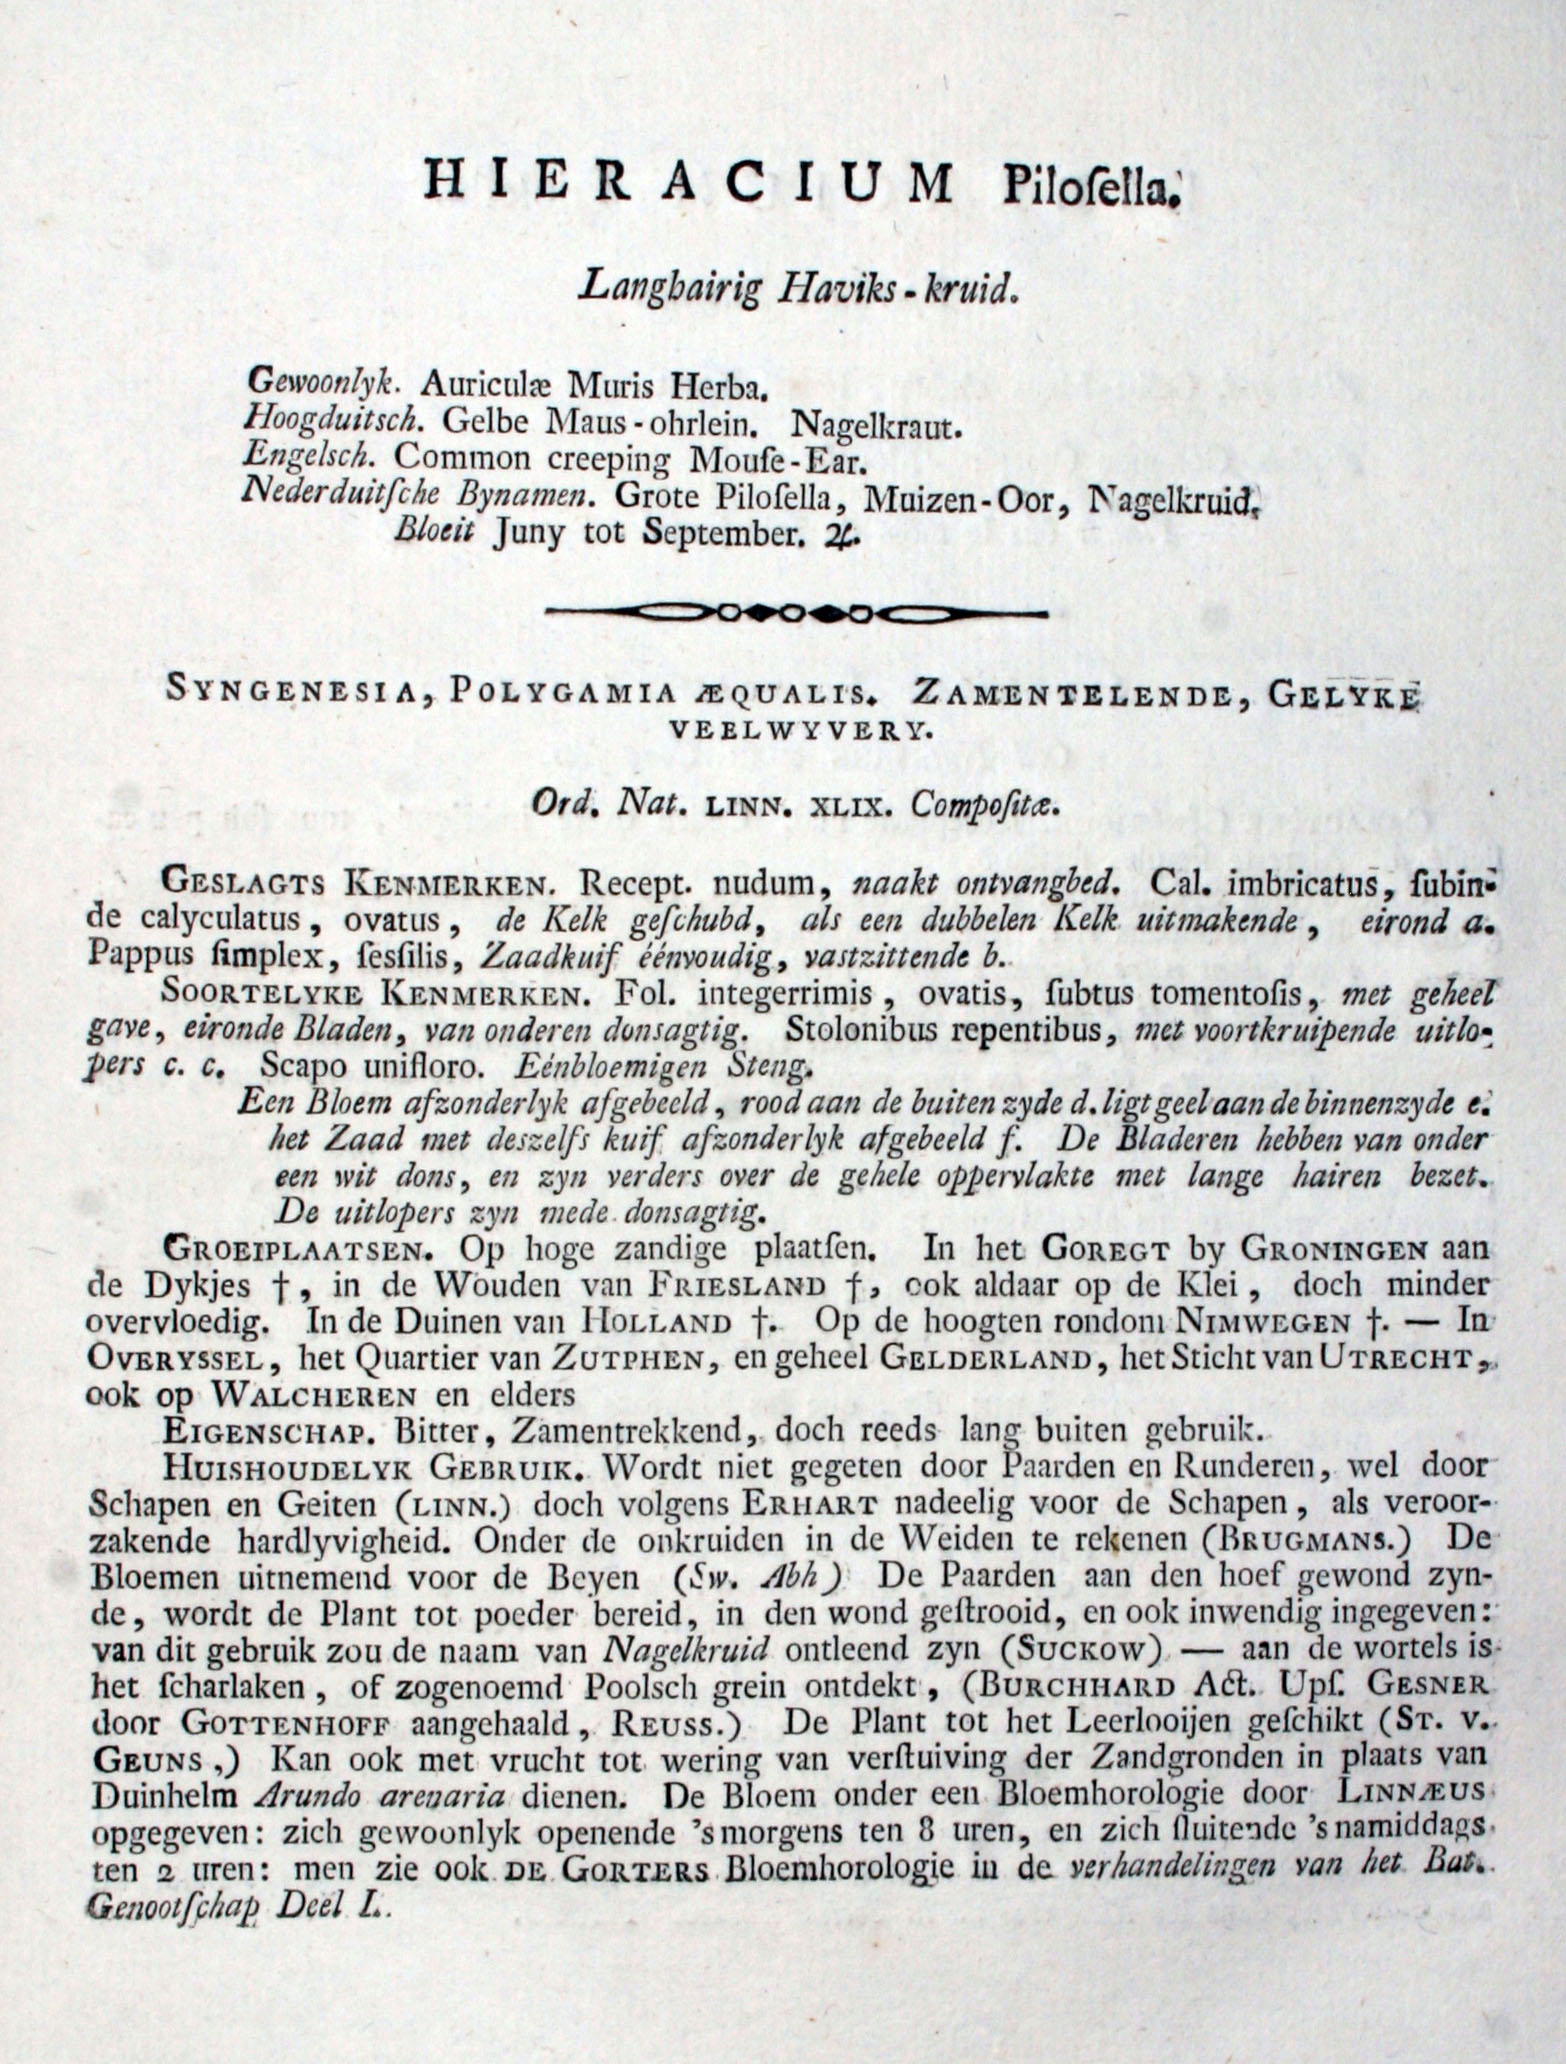 HIERACIUM Piloſella.
Langhairig Haviks-kruid.
Gewoonlyk. Auriculæ Muris Herba.
Hoogduitsch. Gelbe Maus-ohrlein. Nagelkraut.
Engelsch. Common creeping Mouſe-Ear.
Nederduitſche Bynamen. Grote Piloſella, Muizen-Oor, Nagelkruid.
Bloeit Juny tot September. ♃.
SYNGENESIA, POLYGAMIA ÆQUALIS. ZAMENTELENDE, GELYKE
VEELWYVERY.
Ord. Nat. LINN. XLIX. Compoſitæ.
GESLAGTS KENMERKEN. Recept. nudum, naakt ontvangbed. Cal. imbricatus, ſubin-
de calyculatus, ovatus, de Kelk geſchubd, als een dubbelen Kelk uitmakende, eirond a.
Pappus ſimplex, ſesſilis, Zaadkuif éénvoudig, vastzittende b.
SOORTELYKE KENMERKEN. Fol. integerrimis, ovatis, ſubtus tomentoſis, met geheel
gave, eironde Bladen, van onderen donsagtig. Stolonibus repentibus, met voortkruipende uitlo-
pers c. c. Scapo unifloro. Eénbloemigen Steng.
Een Bloem afzonderlyk afgebeeld, rood aan de buiten zyde d. ligtgeel aan de binnenzyde e.
het Zaad met deszelfs kuif afzonderlyk afgebeeld f. De Bladeren hebben van onder
een wit dons, en zyn verders over de gehele oppervlakte met lange hairen bezet.
De uitlopers zyn mede donsagtig.
GROEIPLAATSEN. Op hoge zandige plaatſen. In het GOREGT by GRONINGEN aan
de Dykjes †, in de Wouden van FRIESLAND †, ook aldaar op de Klei, doch minder
overvloedig. In de Duinen van HOLLAND †. Op de hoogten rondom NIMWEGEN †. — In
OVERYSSEL, het Quartier van ZUTPHEN, en geheel GELDERLAND, het Sticht van UTRECHT,
ook op WALCHEREN en elders
EIGENSCHAP. Bitter, Zamentrekkend, doch reeds lang buiten gebruik.
HUISHOUDELYK GEBRUIK. Wordt niet gegeten door Paarden en Runderen, wel door
Schapen en Geiten (LINN.) doch volgens ERHART nadeelig voor de Schapen, als veroor-
zakende hardlyvigheid. Onder de onkruiden in de Weiden te rekenen (BRUGMANS.) De
Bloemen uitnemend voor de Beyen (Sw. Abh) De Paarden aan den hoef gewond zyn-
de, wordt de Plant tot poeder bereid, in den wond geſtrooid, en ook inwendig ingegeven:
van dit gebruik zou de naam van Nagelkruid ontleend zyn (SUCKOW) — aan de wortels is
het ſcharlaken, of zogenoemd Poolsch grein ontdekt, (BURCHHARD Act. Upſ. GESNER
door GOTTENHOFF aangehaald, REUSS.) De Plant tot het Leerlooijen geſchikt (ST. V.
GEUNS,) Kan ook met vrucht tot wering van verſtuiving der Zandgronden in plaats van
Duinhelm Arundo arenaria dienen. De Bloem onder een Bloemhorologie door LINNÆUS
opgegeven: zich gewoonlyk openende 's morgens ten 8 uren, en zich ſluitende 's namiddags
ten 2 uren: men zie ook DE GORTERS Bloemhorologie in de verhandelingen van het Bat.
Genootſchap Deel I.